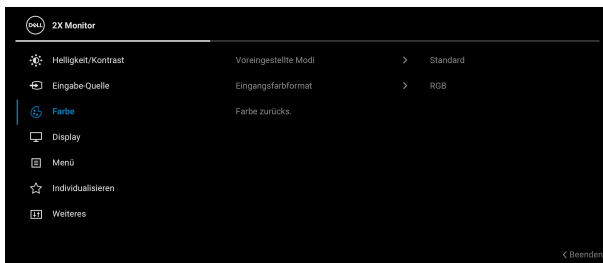 DELL 2X Monitor
Helligkeit/Kontrast Voreingestellte Modi > Standard
Eingabe-Quelle Eingangsfarbformat > RGB
Farbe Farbe zurücks.
Display
Menü
Individualisieren
Weiteres
< Beenden